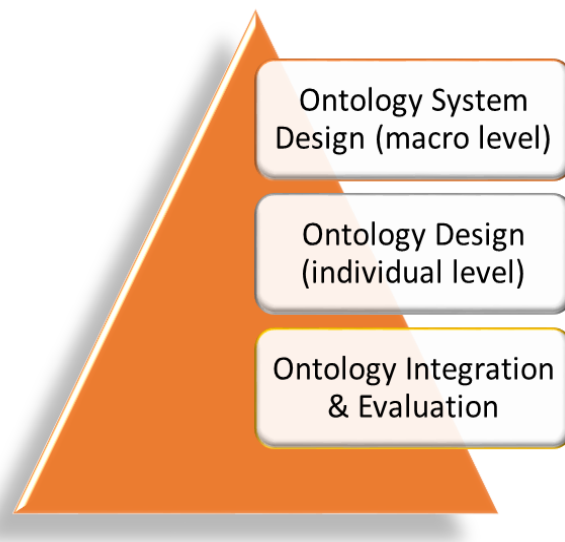 Ontology System
Design (macro level)
Ontology Design
(individual level)
Ontology Integration
& Evaluation